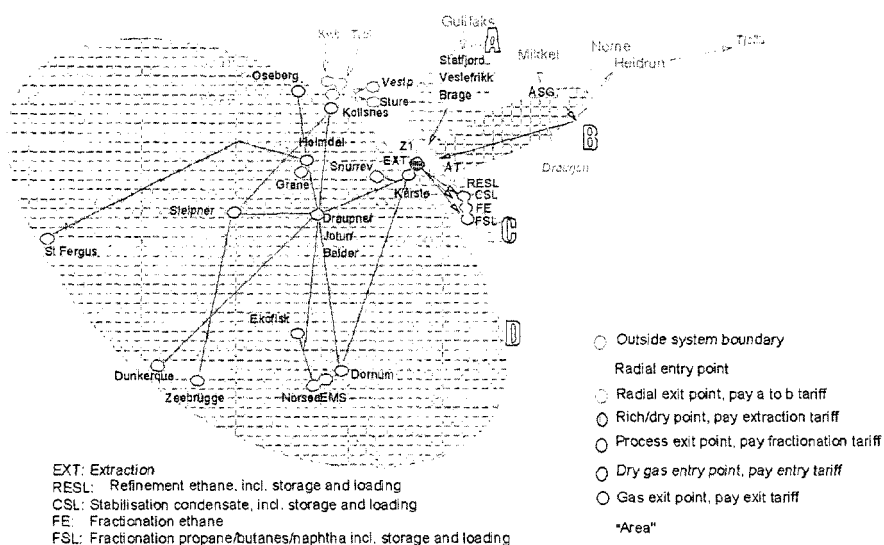 Gullfaks
A
Mikkel
Norne
Heidrun
Tjalla
Statfjord
Veslefrikk
Brage
ASG
B
Oseberg
Vestp
Sture
Kollsnes
Z1
EXT
AT
Draugen
Heimdal
Snurrev
Grane
Kårstø
RESL
CSL
FE
FSL
C
Sleipner
Draupner
Jotun
Balder
St Fergus
Ekofisk
D
Dunkerque
Zeebrugge
Dornum
EMS
Outside system boundary
Radial entry point
Radial exit point, pay a to b tariff
Rich/dry point, pay extraction tariff
Process exit point, pay fractionation tariff
Dry gas entry point, pay entry tariff
Gas exit point, pay exit tariff
"Area"
EXT: Extraction
RESL: Refinement ethane, incl. storage and loading
CSL: Stabilisation condensate, incl. storage and loading
FE: Fractionation ethane
FSL: Fractionation propane/butanes/naphtha incl. storage and loading